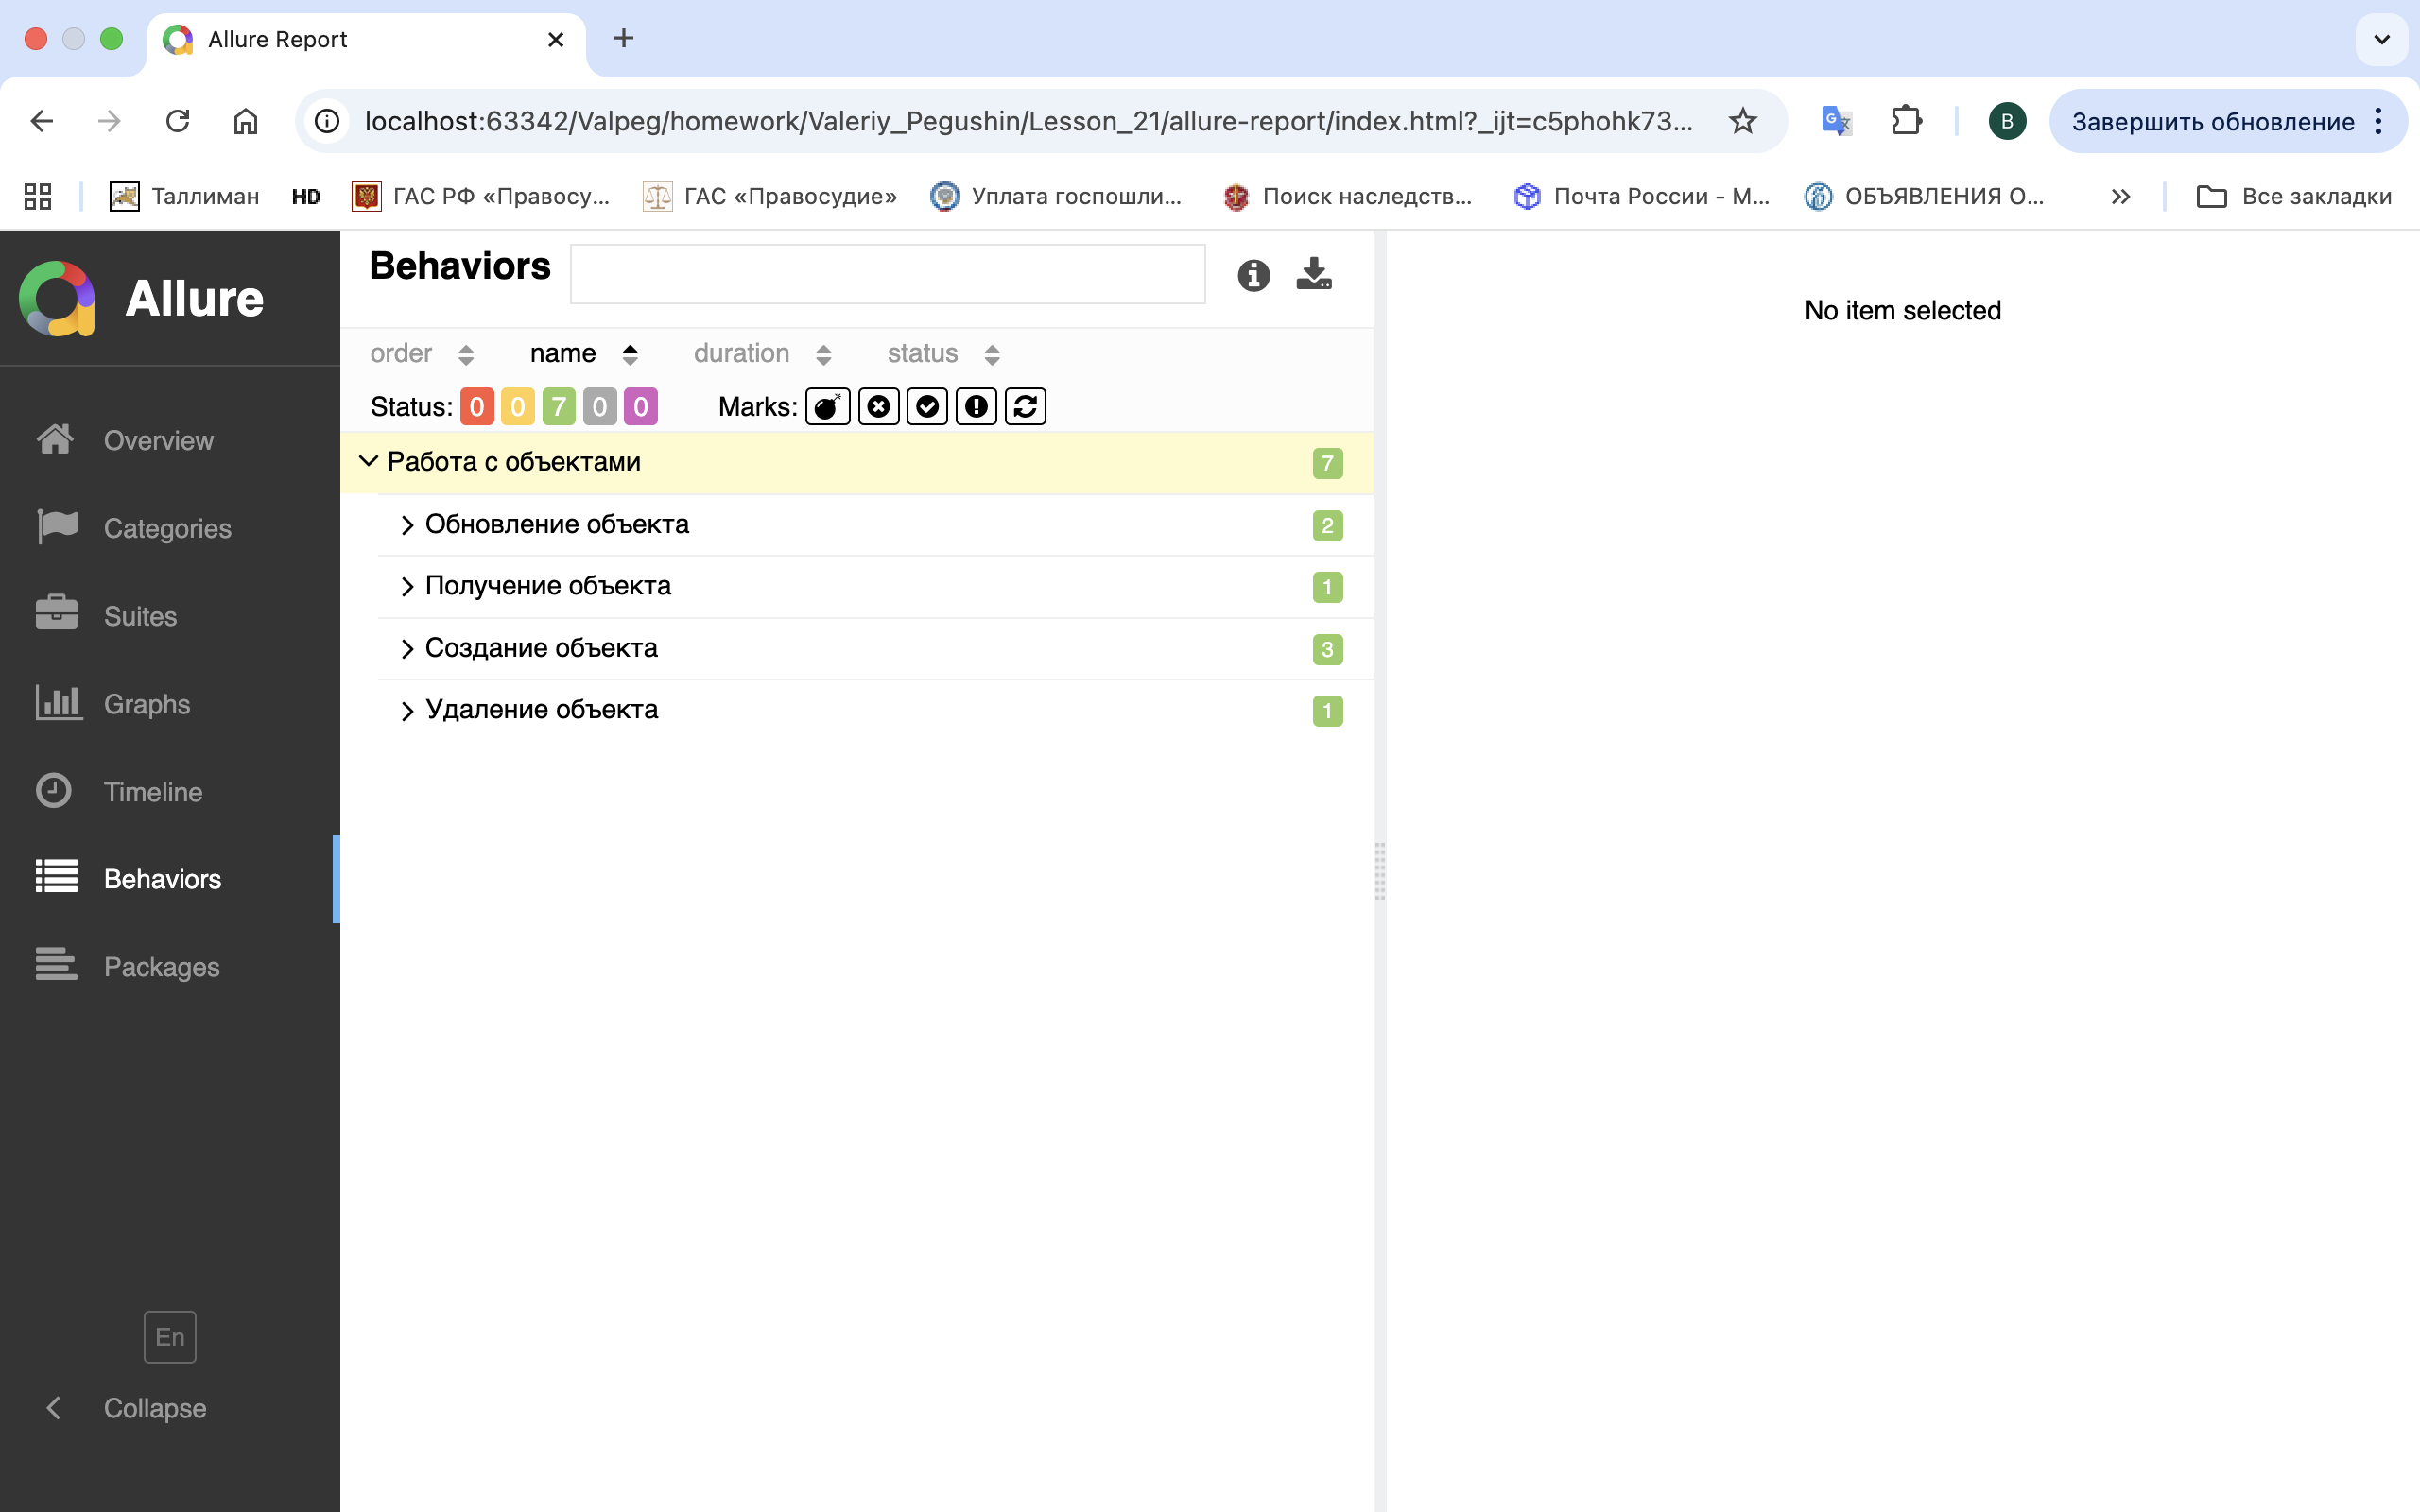 Allure Report
localhost:63342/Valpeg/homework/Valeriy_Pegushin/Lesson_21/allure-report/index.html?_ijt=c5phohk73...
В
Завершить обновление
Таллиман
HD
ГАС РФ «Правосу...
ГАС «Правосудие»
Уплата госпошли...
Поиск наследств...
Почта России - М...
ОБЪЯВЛЕНИЯ О...
Все закладки
Allure
Overview
Categories
Suites
Graphs
Timeline
Behaviors
Packages
En
Collapse
Behaviors
order name duration status
Status: 0 0 7 0 0 Marks:
Работа с объектами 7
Обновление объекта 2
Получение объекта 1
Создание объекта 3
Удаление объекта 1
No item selected